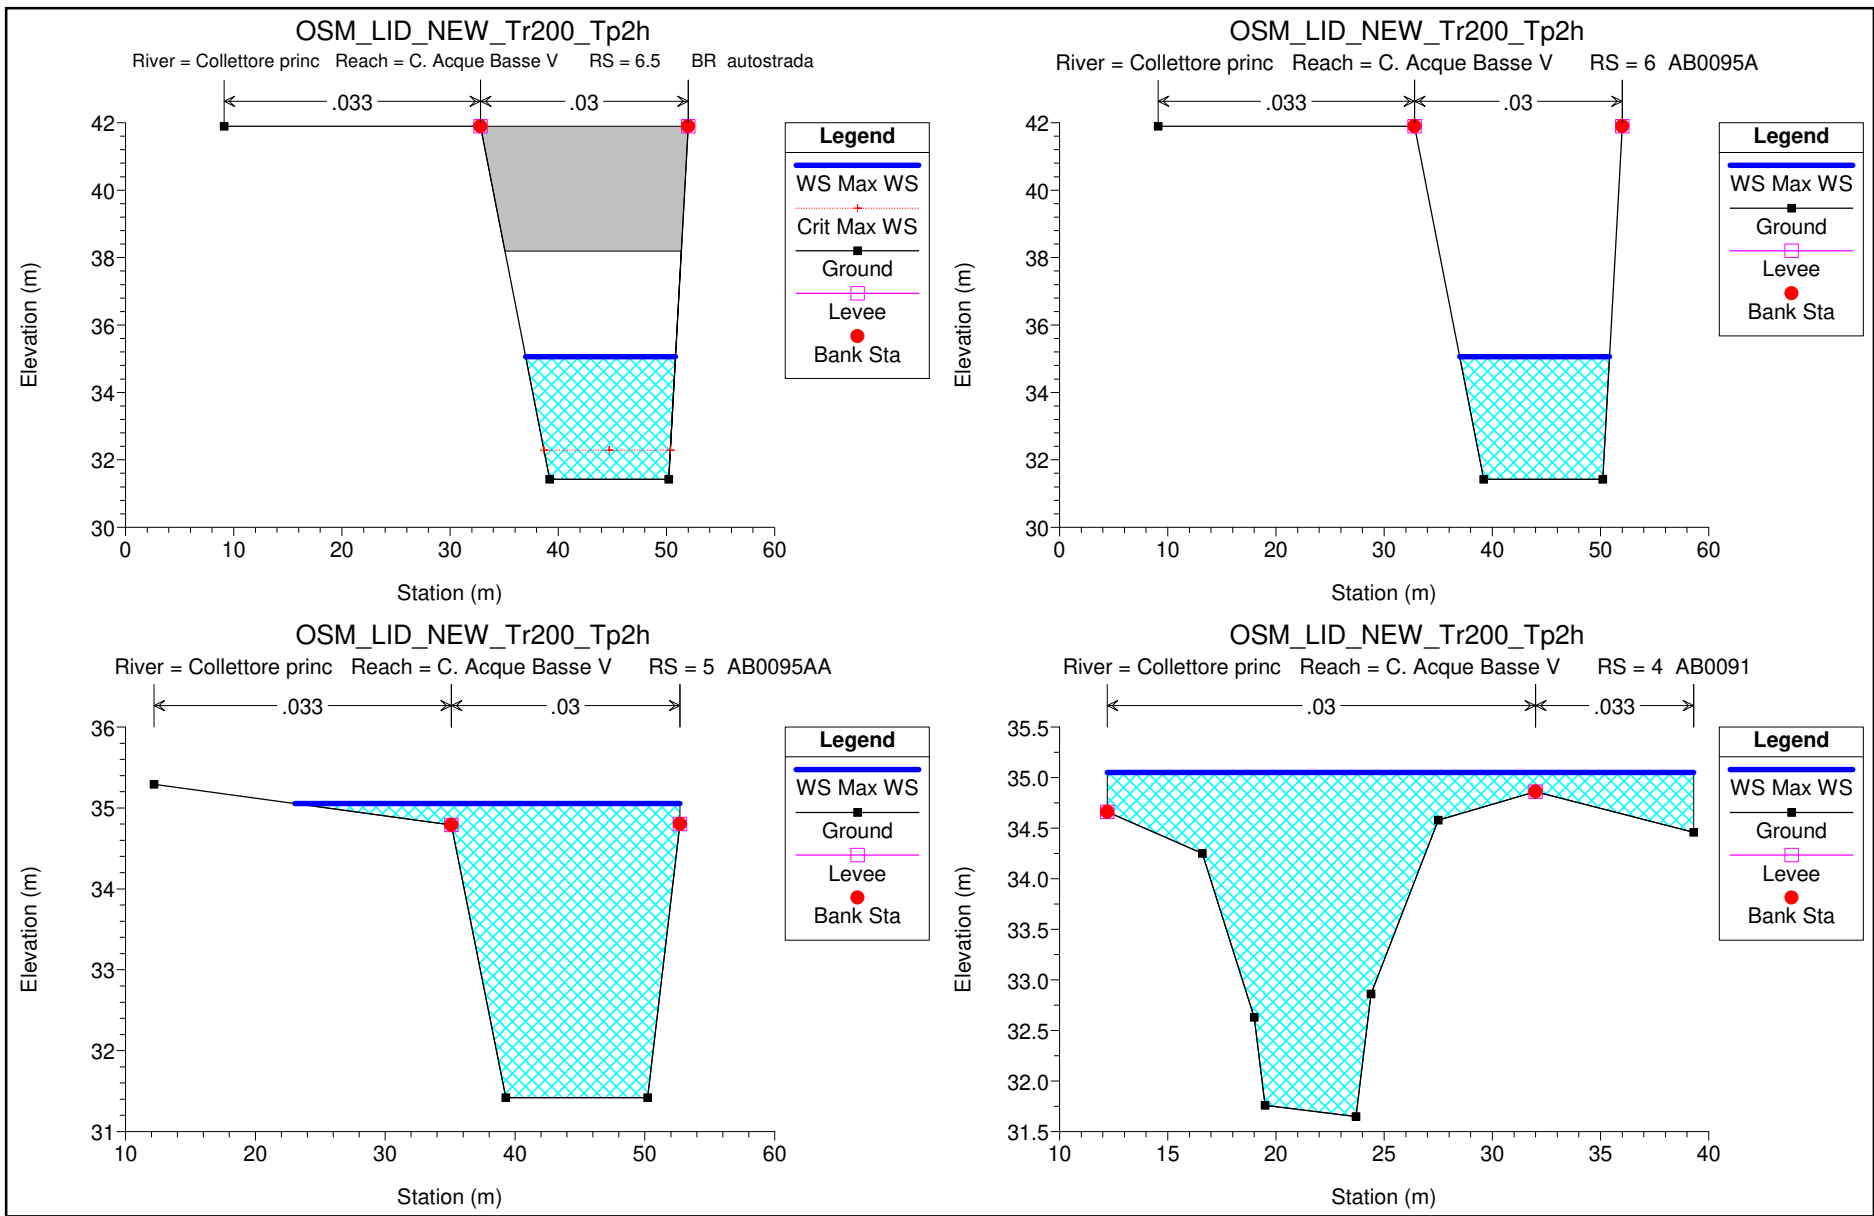 OSM_LID_NEW_Tr200_Tp2h
River = Collettore princ Reach = C. Acque Basse V RS = 6.5 BR autostrada
.033 .03
42
40
38
36
34
32
30
0 10 20 30 40 50 60
Elevation (m)
Station (m)
Legend
WS Max WS
Crit Max WS
Ground
Levee
Bank Sta
OSM_LID_NEW_Tr200_Tp2h
River = Collettore princ Reach = C. Acque Basse V RS = 6 AB0095A
.033 .03
42
40
38
36
34
32
30
0 10 20 30 40 50 60
Elevation (m)
Station (m)
Legend
WS Max WS
Ground
Levee
Bank Sta
OSM_LID_NEW_Tr200_Tp2h
River = Collettore princ Reach = C. Acque Basse V RS = 5 AB0095AA
.033 .03
36
35
34
33
32
31
10 20 30 40 50 60
Elevation (m)
Station (m)
Legend
WS Max WS
Ground
Levee
Bank Sta
OSM_LID_NEW_Tr200_Tp2h
River = Collettore princ Reach = C. Acque Basse V RS = 4 AB0091
.03 .033
35.5
35.0
34.5
34.0
33.5
33.0
32.5
32.0
31.5
10 15 20 25 30 35 40
Elevation (m)
Station (m)
Legend
WS Max WS
Ground
Levee
Bank Sta